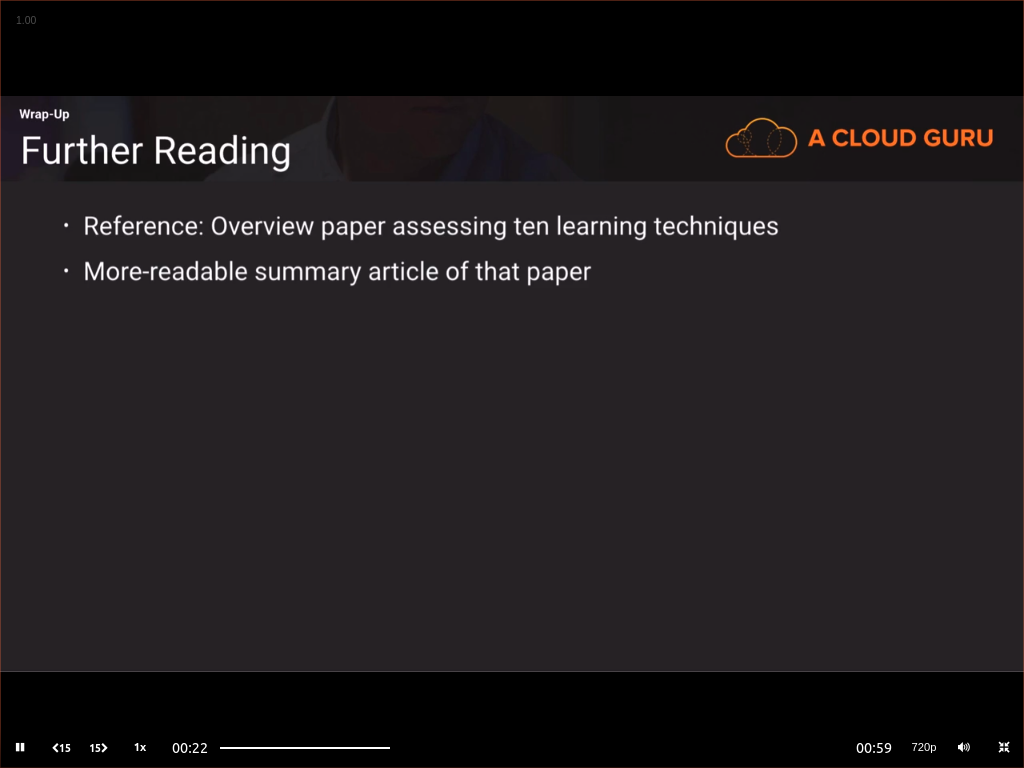 1.00
Wrap-Up
Further Reading
A CLOUD GURU
· Reference: Overview paper assessing ten learning techniques
· More-readable summary article of that paper
15 15 1x 00:22 00:59 720p